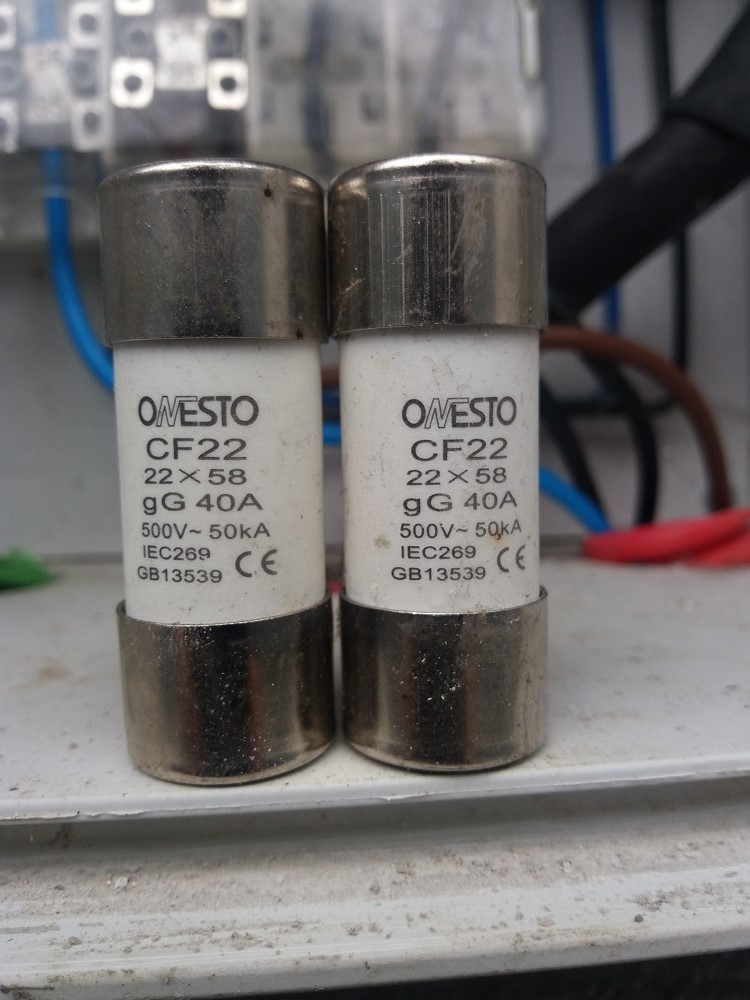 ONESTO
CF22
22×58
gG 40A
500V~ 50kA
IEC269
GB13539 CE
ONESTO
CF22
22×58
gG 40A
500V~ 50kA
IEC269
GB13539 CE